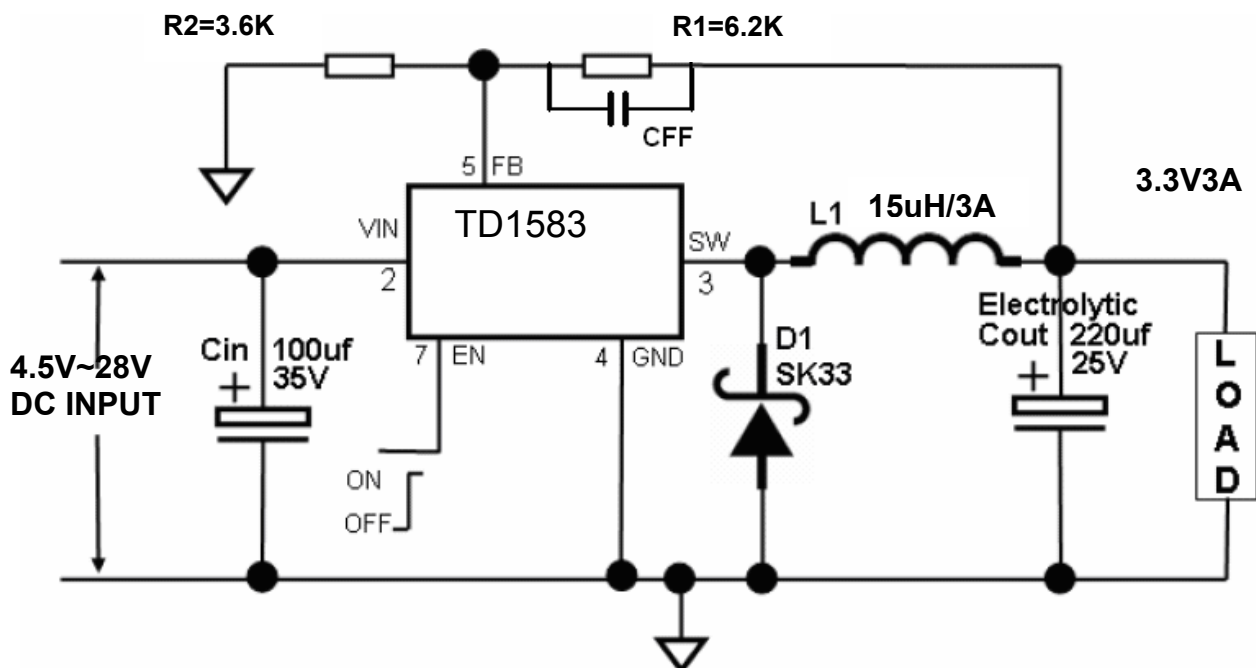 R2=3.6K
R1=6.2K
CFF
5 FB
3.3V3A
TD1583
VIN
2
SW
3
L1
15uH/3A
7 EN
4 GND
4.5V~28V
DC INPUT
Cin
100uf
35V
+
ON
OFF
D1
SK33
Electrolytic
Cout 220uf
25V
+
LOAD